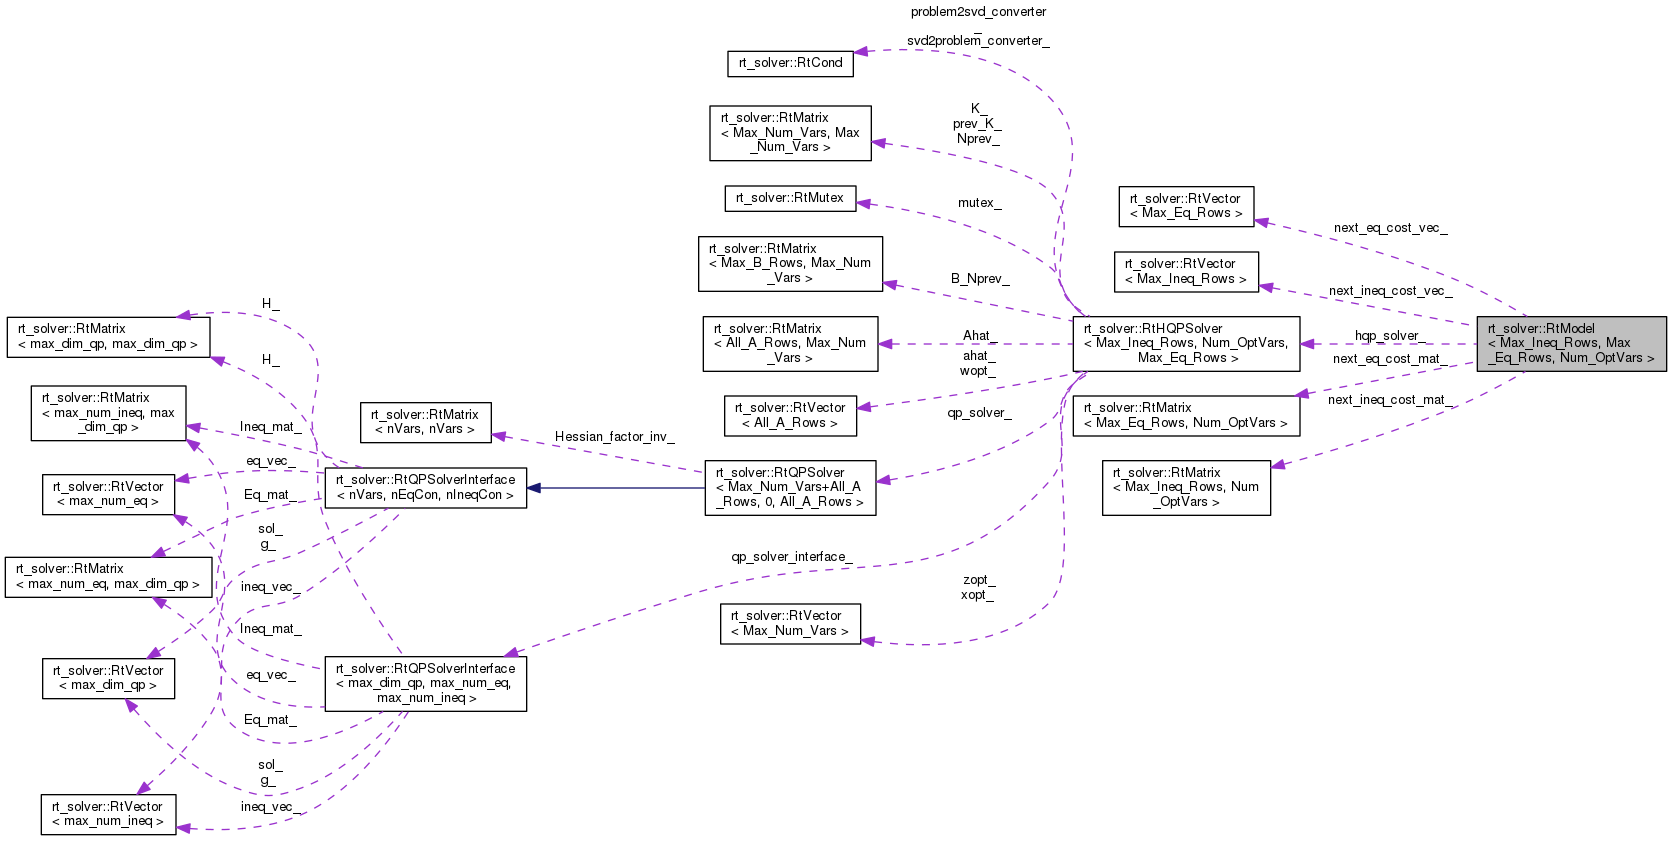 problem2svd_converter
_
svd2problem_converter_
rt_solver::RtCond
K_
prev_K_
Nprev_
rt_solver::RtMatrix
< Max_Num_Vars, Max
_Num_Vars >
mutex_
rt_solver::RtMutex
rt_solver::RtVector
< Max_Eq_Rows >
next_eq_cost_vec_
rt_solver::RtMatrix
< Max_B_Rows, Max_Num
_Vars >
B_Nprev_
rt_solver::RtVector
< Max_Ineq_Rows >
next_ineq_cost_vec_
H_
rt_solver::RtMatrix
< max_dim_qp, max_dim_qp >
H_
rt_solver::RtMatrix
< All_A_Rows, Max_Num
_Vars >
Ahat_
ahat_
wopt_
rt_solver::RtHQPSolver
< Max_Ineq_Rows, Num_OptVars,
Max_Eq_Rows >
hqp_solver_
next_eq_cost_mat_
next_ineq_cost_mat_
rt_solver::RtModel
< Max_Ineq_Rows, Max
_Eq_Rows, Num_OptVars >
rt_solver::RtMatrix
< max_num_ineq, max
_dim_qp >
Ineq_mat_
rt_solver::RtMatrix
< nVars, nVars >
Hessian_factor_inv_
rt_solver::RtVector
< All_A_Rows >
qp_solver_
rt_solver::RtMatrix
< Max_Eq_Rows, Num_OptVars >
rt_solver::RtVector
< max_num_eq >
eq_vec_
Eq_mat_
rt_solver::RtQPSolverInterface
< nVars, nEqCon, nIneqCon >
rt_solver::RtQPSolver
< Max_Num_Vars+All_A
_Rows, 0, All_A_Rows >
rt_solver::RtMatrix
< Max_Ineq_Rows, Num
_OptVars >
sol_
g_
rt_solver::RtMatrix
< max_num_eq, max_dim_qp >
ineq_vec_
qp_solver_interface_
zopt_
xopt_
rt_solver::RtVector
< Max_Num_Vars >
Ineq_mat_
rt_solver::RtVector
< max_dim_qp >
eq_vec_
rt_solver::RtQPSolverInterface
< max_dim_qp, max_num_eq,
max_num_ineq >
Eq_mat_
sol_
g_
rt_solver::RtVector
< max_num_ineq >
ineq_vec_